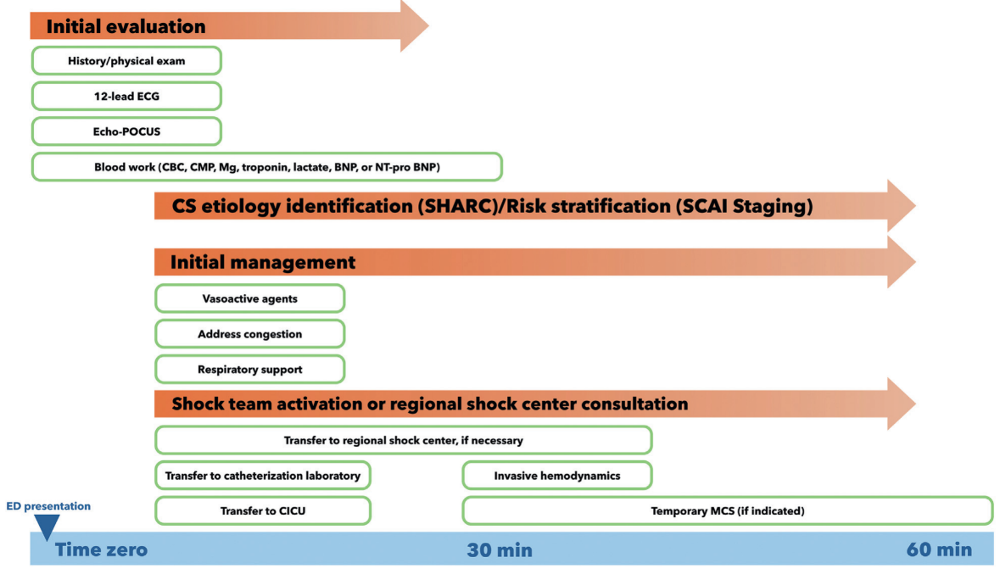 Initial evaluation
History/physical exam
12-lead ECG
Echo-POCUS
Blood work (CBC, CMP, Mg, troponin, lactate, BNP, or NT-pro BNP)
CS etiology identification (SHARC)/Risk stratification (SCAI Staging)
Initial management
Vasoactive agents
Address congestion
Respiratory support
Shock team activation or regional shock center consultation
Transfer to regional shock center, if necessary
Transfer to catheterization laboratory
Invasive hemodynamics
Transfer to CICU
Temporary MCS (if indicated)
ED presentation
Time zero
30 min
60 min